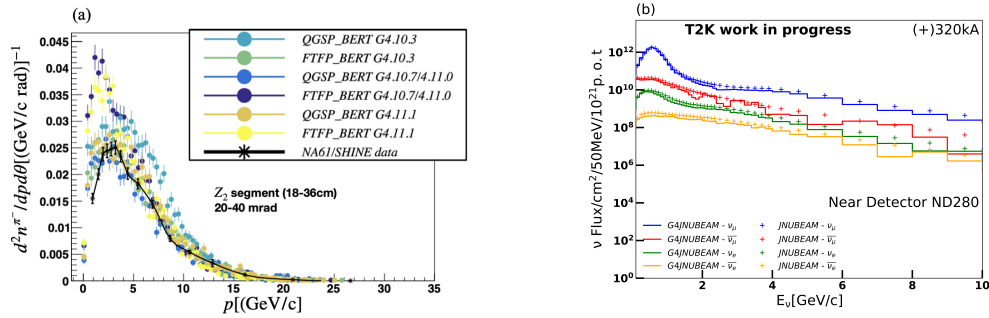 (a)
0.045
0.04
0.035
0.03
0.025
0.02
0.015
0.01
0.005
0
d²n^π⁻/dpdθ[(GeV/c rad)]⁻¹
QGSP_BERT G4.10.3
FTFP_BERT G4.10.3
QGSP_BERT G4.10.7/4.11.0
FTFP_BERT G4.10.7/4.11.0
QGSP_BERT G4.11.1
FTFP_BERT G4.11.1
NA61/SHINE data
Z₂ segment (18-36cm)
20-40 mrad
0 5 10 15 20 25 30 35
p[(GeV/c]
(b)
T2K work in progress (+)320kA
10¹²
10¹⁰
10⁸
10⁶
10⁴
10²
10⁰
ν Flux/cm²/50MeV/10²¹p.o.t
Near Detector ND280
G4JNUBEAM - ν_μ JNUBEAM - ν_μ
G4JNUBEAM - ν̅_μ JNUBEAM - ν̅_μ
G4JNUBEAM - ν_e JNUBEAM - ν_e
G4JNUBEAM - ν̅_e JNUBEAM - ν̅_e
2 4 6 8 10
E_ν[GeV/c]